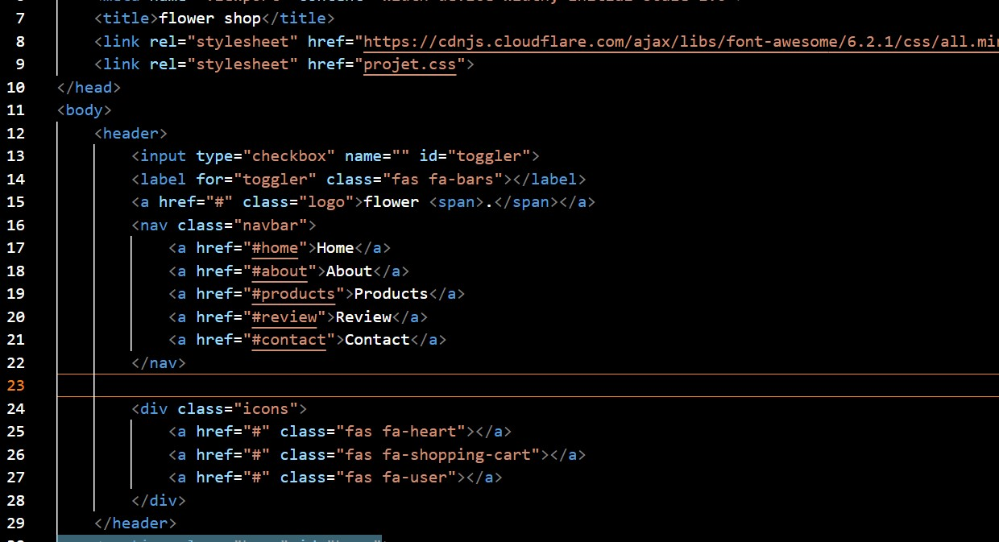 7 <title>flower shop</title>
8 <link rel="stylesheet" href="https://cdnjs.cloudflare.com/ajax/libs/font-awesome/6.2.1/css/all.mi
9 <link rel="stylesheet" href="projet.css">
10 </head>
11 <body>
12 <header>
13 <input type="checkbox" name="" id="toggler">
14 <label for="toggler" class="fas fa-bars"></label>
15 <a href="#" class="logo">flower <span>.</span></a>
16 <nav class="navbar">
17 <a href="#home">Home</a>
18 <a href="#about">About</a>
19 <a href="#products">Products</a>
20 <a href="#review">Review</a>
21 <a href="#contact">Contact</a>
22 </nav>
23
24 <div class="icons">
25 <a href="#" class="fas fa-heart"></a>
26 <a href="#" class="fas fa-shopping-cart"></a>
27 <a href="#" class="fas fa-user"></a>
28 </div>
29 </header>